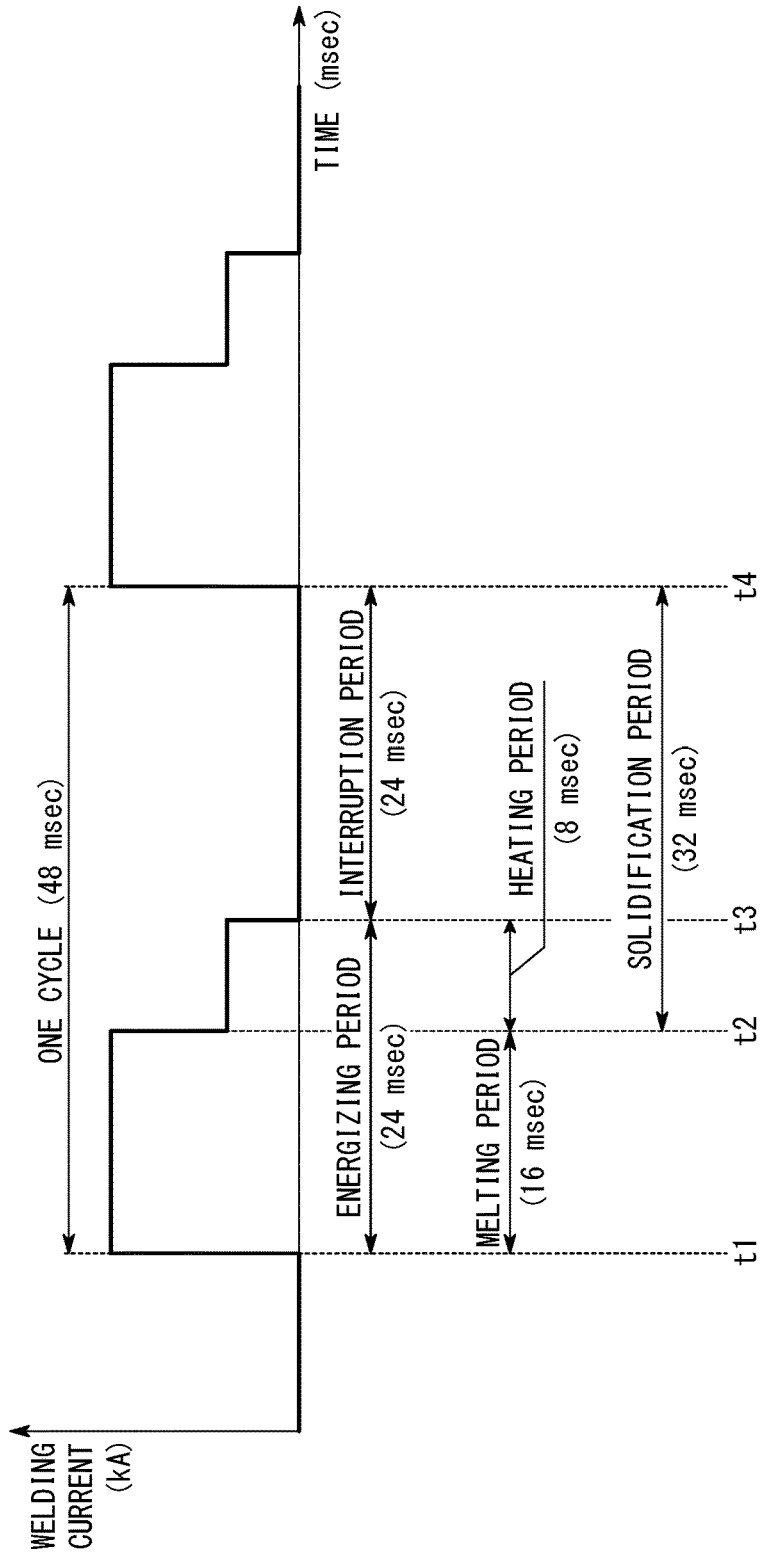 WELDING
CURRENT
(kA)
ONE CYCLE (48 msec)
TIME (msec)
ENERGIZING PERIOD
(24 msec)
INTERRUPTION PERIOD
(24 msec)
MELTING PERIOD
(16 msec)
HEATING PERIOD
(8 msec)
SOLIDIFICATION PERIOD
(32 msec)
t1
t2
t3
t4